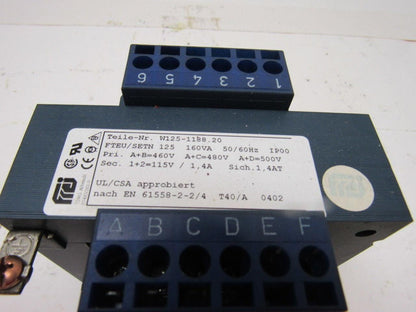 6 5 4 3 2 1
Teile-Nr. W125-1188.20
FTEU/SETN 125 160VA 50/60Hz IP00
Pri. A+B=460V A+C=480V A+D=500V
Sec. 1+2=115V / 1,4A Sich.1,4AT
UL/CSA approbiert
nach EN 61558-2-2/4 T40/A 0402
A B C D E F